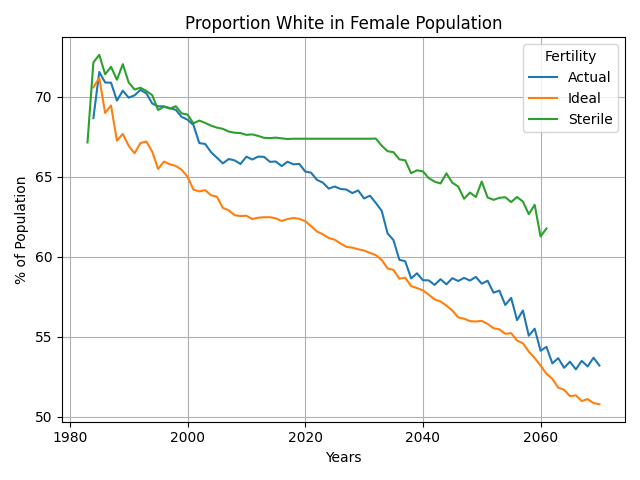 Proportion White in Female Population
% of Population
70
65
60
55
50
1980
2000
2020
2040
2060
Years
Fertility
Actual
Ideal
Sterile